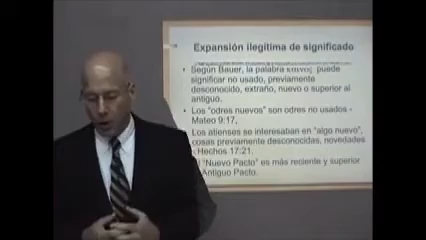 Expansión ilegítima de significado
Según Bauer, la palabra καινος puede
significar no usado, previamente
desconocido, extraño, nuevo o superior al
antiguo.
Los "odres nuevos" son odres no usados -
Mateo 9:17,
Los atienses se interesaban en "algo nuevo",
cosas previamente desconocidas, novedades
- Hechos 17:21.
El "Nuevo Pacto" es más reciente y superior
Antiguo Pacto.